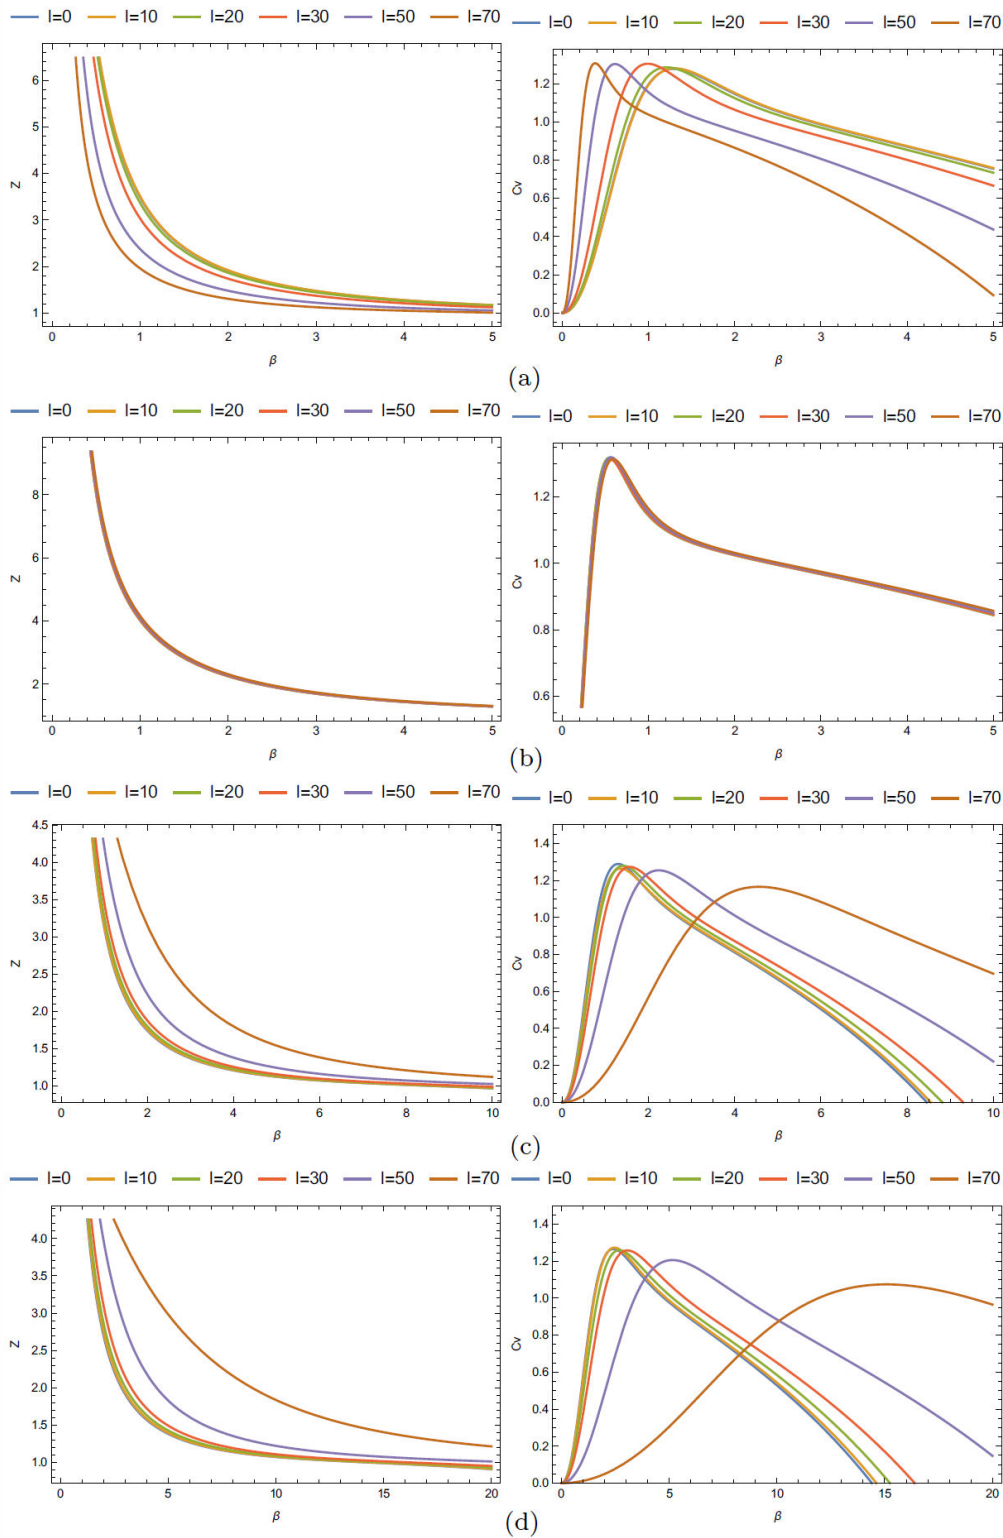 l=0 l=10 l=20 l=30 l=50 l=70
l=0 l=10 l=20 l=30 l=50 l=70
6
5
4
3
2
1
Z
0 1 2 3 4 5
β
1.2
1.0
0.8
0.6
0.4
0.2
0.0
Cv
0 1 2 3 4 5
β
(a)
l=0 l=10 l=20 l=30 l=50 l=70
l=0 l=10 l=20 l=30 l=50 l=70
8
6
4
2
Z
0 1 2 3 4 5
β
1.2
1.0
0.8
0.6
Cv
0 1 2 3 4 5
β
(b)
l=0 l=10 l=20 l=30 l=50 l=70
l=0 l=10 l=20 l=30 l=50 l=70
4.5
4.0
3.5
3.0
2.5
2.0
1.5
1.0
Z
0 2 4 6 8 10
β
1.4
1.2
1.0
0.8
0.6
0.4
0.2
0.0
Cv
0 2 4 6 8 10
β
(c)
l=0 l=10 l=20 l=30 l=50 l=70
l=0 l=10 l=20 l=30 l=50 l=70
4.0
3.5
3.0
2.5
2.0
1.5
1.0
Z
0 5 10 15 20
β
1.4
1.2
1.0
0.8
0.6
0.4
0.2
0.0
Cv
0 5 10 15 20
β
(d)